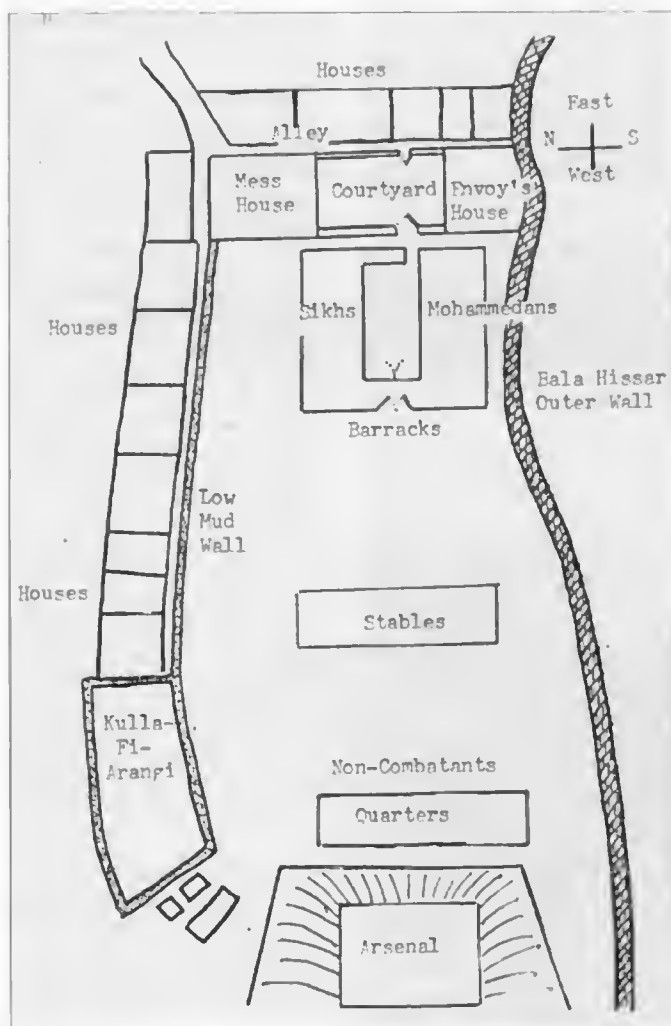 Houses
East
Alley
N S
West
Mess
House
Courtyard
Envoy's
House
Sikhs
Mohammedans
Houses
Bala Hissar
Outer Wall
Barracks
Low
Mud
Wall
Houses
Stables
Kulla-
Fi-
Arangi
Non-Combatants
Quarters
Arsenal